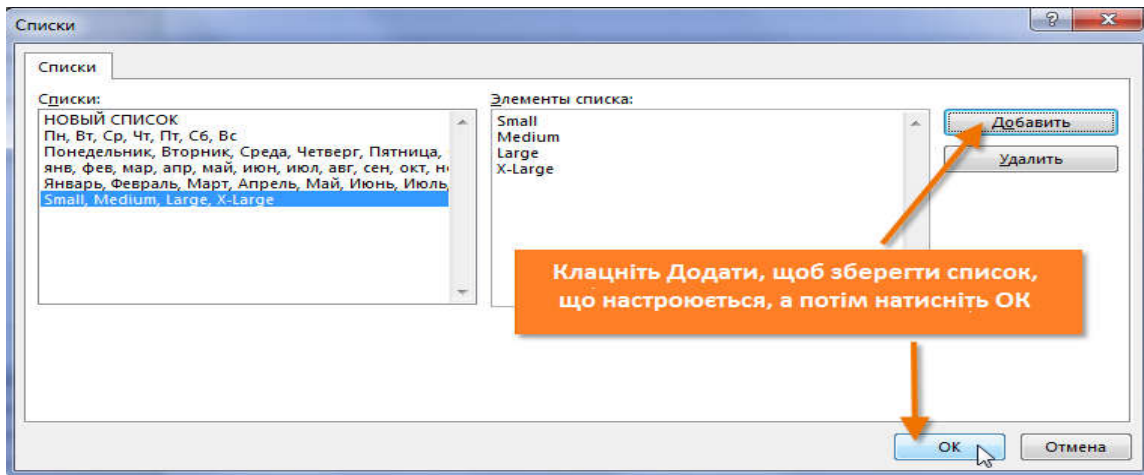 Списки
Списки
Списки:
НОВЫЙ СПИСОК
Пн, Вт, Ср, Чт, Пт, Сб, Вс
Понедельник, Вторник, Среда, Четверг, Пятница,
янв, фев, мар, апр, май, июн, июл, авг, сен, окт, н
Январь, Февраль, Март, Апрель, Май, Июнь, Июль,
Small, Medium, Large, X-Large
Элементы списка:
Small
Medium
Large
X-Large
Добавить
Удалить
Клацніть Додати, щоб зберегти список,
що настроюється, а потім натисніть ОК
ОК
Отмена